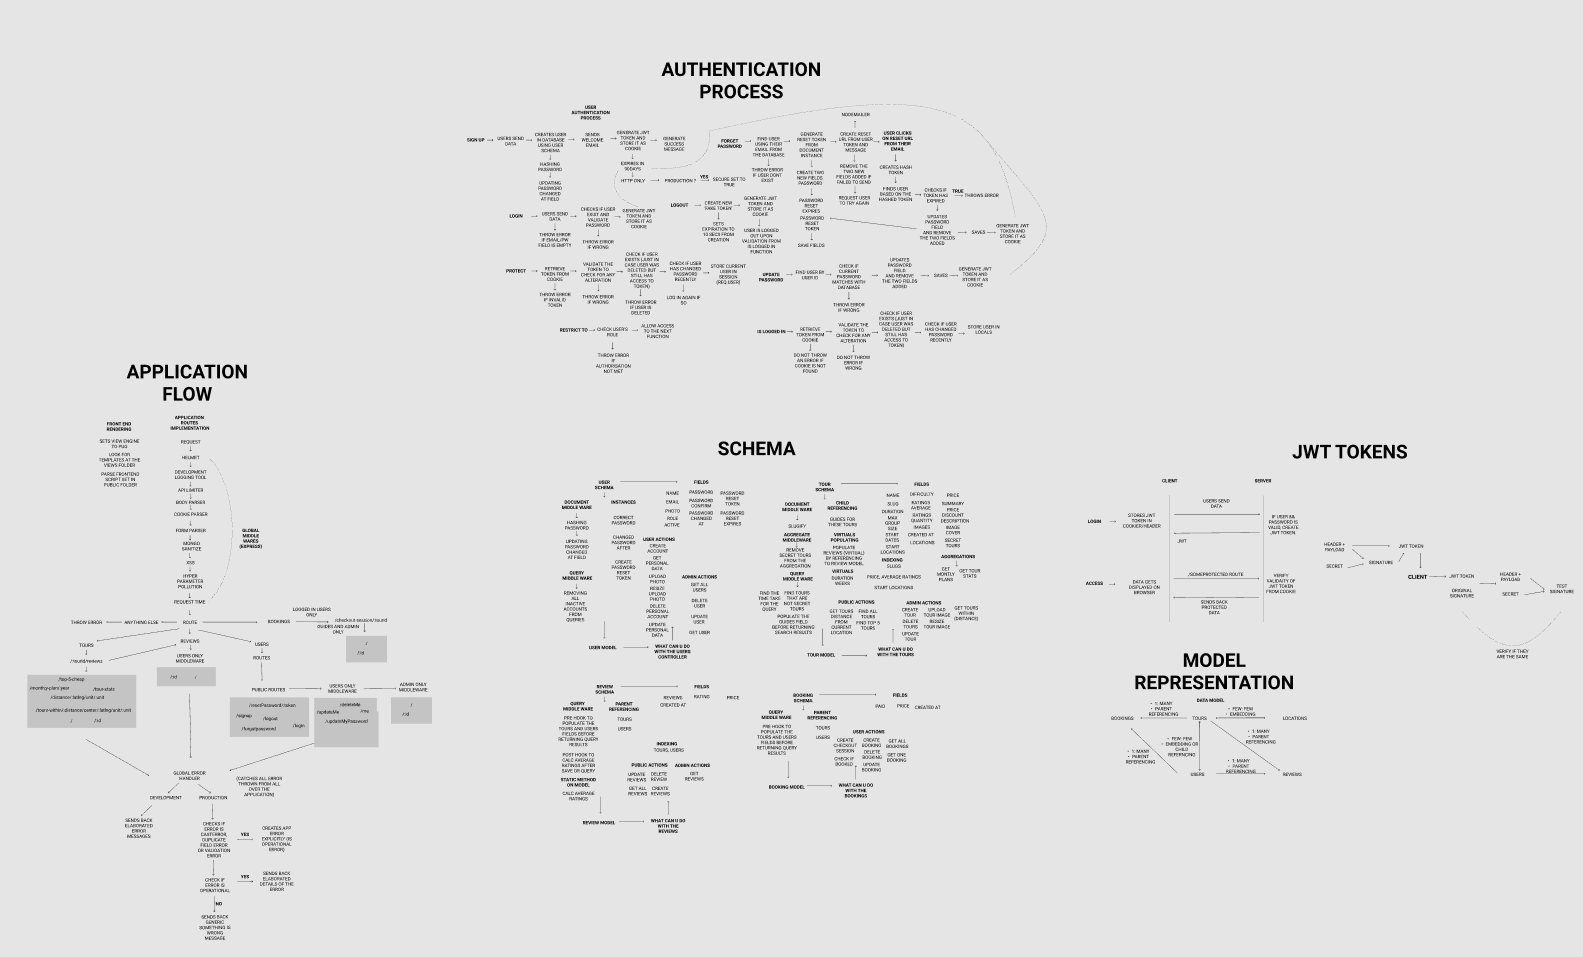 AUTHENTICATION
PROCESS
USER
AUTHENTICATION
PROCESS
SIGN UP
USERS SEND
DATA
CREATES USER
IN DATABASE
USING USER
SCHEMA
HASHING
PASSWORD
UPDATING
PASSWORD
CHANGED
AT FIELD
SENDS
WELCOME
EMAIL
GENERATE JWT
TOKEN AND
STORE IT AS
COOKIE
GENERATE
SUCCESS
MESSAGE
EXPIRES IN
90DAYS
HTTP ONLY
PRODUCTION ?
YES
SECURE SET TO
TRUE
LOGIN
USERS SEND
DATA
THROW ERROR
IF EMAIL/PW
FIELD IS EMPTY
CHECKS IF USER
EXIST AND
VALIDATE
PASSWORD
THROW ERROR
IF WRONG
GENERATE JWT
TOKEN AND
STORE IT AS
COOKIE
LOGOUT
CREATE NEW
'FAKE TOKEN'
SETS
EXPIRATION TO
10 SECS FROM
CREATION
GENERATE JWT
TOKEN AND
STORE IT AS
COOKIE
USER IS LOGGED
OUT UPON
VALIDATION FROM
IS LOGGED IN
FUNCTION
PROTECT
RETRIEVE
TOKEN FROM
COOKIE
THROW ERROR
IF INVALID
TOKEN
VALIDATE THE
TOKEN TO
CHECK FOR ANY
ALTERATION
THROW ERROR
IF WRONG
CHECK IF USER
EXISTS (JUST IN
CASE USER WAS
DELETED BUT
STILL HAS
ACCESS TO
TOKEN)
THROW ERROR
IF USER IS
DELETED
CHECK IF USER
HAS CHANGED
PASSWORD
RECENTLY
LOG IN AGAIN IF
SO
STORE CURRENT
USER IN
SESSION
(REQ.USER)
RESTRICT TO
CHECK USER'S
ROLE
THROW ERROR
IF
AUTHORISATION
NOT MET
ALLOW ACCESS
TO THE NEXT
FUNCTION
FORGET
PASSWORD
FIND USER
USING THEIR
EMAIL FROM
THE DATABASE
THROW ERROR
IF USER DONT
EXIST
GENERATE
RESET TOKEN
FROM
DOCUMENT
INSTANCE
CREATE TWO
NEW FIELDS
PASSWORD
PASSWORD
RESET
EXPIRES
PASSWORD
RESET
TOKEN
SAVE FIELDS
NODEMAILER
CREATE RESET
URL FROM USER
TOKEN AND
MESSAGE
REMOVE THE
TWO NEW
FIELDS ADDED IF
FAILED TO SEND
REQUEST USER
TO TRY AGAIN
USER CLICKS
ON RESET URL
FROM THEIR
EMAIL
CREATES HASH
TOKEN
FINDS USER
BASED ON THE
HASHED TOKEN
CHECKS IF
TOKEN HAS
EXPIRED
TRUE
THROWS ERROR
UPDATES
PASSWORD
FIELD
AND REMOVE
THE TWO FIELDS
ADDED
SAVES
GENERATE JWT
TOKEN AND
STORE IT AS
COOKIE
UPDATE
PASSWORD
FIND USER BY
USER ID
CHECK IF
CURRENT
PASSWORD
MATCHES WITH
DATABASE
THROW ERROR
IF WRONG
UPDATES
PASSWORD
FIELD
AND REMOVE
THE TWO FIELDS
ADDED
SAVES
GENERATE JWT
TOKEN AND
STORE IT AS
COOKIE
IS LOGGED IN
RETRIEVE
TOKEN FROM
COOKIE
DO NOT THROW
AN ERROR IF
COOKIE IS NOT
FOUND
VALIDATE THE
TOKEN TO
CHECK FOR ANY
ALTERATION
DO NOT THROW
ERROR IF
WRONG
CHECK IF USER
EXISTS (JUST IN
CASE USER WAS
DELETED BUT
STILL HAS
ACCESS TO
TOKEN)
CHECK IF USER
HAS CHANGED
PASSWORD
RECENTLY
STORE USER IN
LOCALS
APPLICATION
FLOW
FRONT END
RENDERING
SETS VIEW ENGINE
TO PUG
LOOK FOR
TEMPLATES AT THE
VIEWS FOLDER
PARSE FRONTEND
SCRIPT SET IN
PUBLIC FOLDER
APPLICATION
ROUTES
IMPLEMENTATION
REQUEST
HELMET
DEVELOPMENT
LOGGING TOOL
API LIMITER
BODY PARSER
COOKIE PARSER
FORM PARSER
MONGO
SANITIZE
XSS
HYPER
PARAMETER
POLLUTION
REQUEST TIME
GLOBAL
MIDDLE
WARES
(EXPRESS)
THROW ERROR
ANYTHING ELSE
ROUTE
BOOKINGS
LOGGED IN USERS
ONLY
/checkout-session/:tourId
GUIDES AND ADMIN
ONLY
/
/:id
TOURS
/:tourId/reviews
REVIEWS
USERS ONLY
MIDDLEWARE
/:id
/
USERS
ROUTES
PUBLIC ROUTES
USERS ONLY
MIDDLEWARE
ADMIN ONLY
MIDDLEWARE
/top-5-cheap
/monthly-plan/:year
/tour-stats
/distance/:latlng/unit/:unit
/tours-within/:distance/center/:latlng/unit/:unit
/
/:id
/resetPassword/:token
/signup
/logout
/login
/forgetpassword
/deleteMe
/updateMe
/me
/updateMyPassword
/
/:id
GLOBAL ERROR
HANDLER
(CATCHES ALL ERROR
THROWN FROM ALL
OVER THE
APPLICATION)
DEVELOPMENT
PRODUCTION
SENDS BACK
ELABORATED
ERROR
MESSAGES
CHECKS IF
ERROR IS
CASTERROR,
DUPLICATE
FIELD ERROR
OR VALIDATION
ERROR
YES
CREATES APP
ERROR
EXPLICITLY (IS
OPERATIONAL
ERROR)
CHECK IF
ERROR IS
OPERATIONAL
YES
SENDS BACK
ELABORATED
DETAILS OF THE
ERROR
NO
SENDS BACK
GENERIC
SOMETHING IS
WRONG
MESSAGE
SCHEMA
USER
SCHEMA
FIELDS
NAME
EMAIL
PHOTO
ROLE
ACTIVE
PASSWORD
PASSWORD
CONFIRM
PASSWORD
CHANGED
AT
PASSWORD
RESET
TOKEN
PASSWORD
RESET
EXPIRES
DOCUMENT
MIDDLE WARE
HASHING
PASSWORD
UPDATING
PASSWORD
CHANGED
AT FIELD
QUERY
MIDDLE WARE
REMOVING
ALL
INACTIVE
ACCOUNTS
FROM
QUERIES
INSTANCES
CORRECT
PASSWORD
CHANGED
PASSWORD
AFTER
CREATE
PASSWORD
RESET
TOKEN
USER ACTIONS
CREATE
ACCOUNT
GET
PERSONAL
DATA
UPLOAD
PHOTO
RESIZE
UPLOAD
PHOTO
DELETE
PERSONAL
ACCOUNT
UPDATE
PERSONAL
DATA
ADMIN ACTIONS
GET ALL
USERS
DELETE
USER
UPDATE
USER
GET USER
USER MODEL
WHAT CAN U DO
WITH THE USERS
CONTROLLER
TOUR
SCHEMA
FIELDS
NAME
SLUG
DURATION
MAX
GROUP
SIZE
START
DATES
START
LOCATIONS
DIFFICULTY
RATINGS
AVERAGE
RATINGS
QUANTITY
IMAGES
CREATED AT
LOCATIONS
PRICE
SUMMARY
PRICE
DISCOUNT
DESCRIPTION
IMAGE
COVER
SECRET
TOURS
DOCUMENT
MIDDLE WARE
SLUGIFY
AGGREGATE
MIDDLEWARE
REMOVE
SECRET TOURS
FROM THE
AGGREGATION
QUERY
MIDDLE WARE
FIND THE
TIME TAKE
FOR THE
QUERY
FIND TOURS
THAT ARE
NOT SECRET
TOURS
POPULATE THE
GUIDES FIELD
BEFORE RETURNING
SEARCH RESULTS
CHILD
REFERENCING
GUIDES FOR
THESE TOURS
VIRTUALS
POPULATING
POPULATE
REVIEWS (VIRTUAL)
BY REFERENCING
TO REVIEW MODEL
VIRTUALS
DURATION
WEEKS
INDEXING
SLUGS
PRICE, AVERAGE RATINGS
START LOCATIONS
AGGREGATIONS
GET
MONTLY
PLANS
GET TOUR
STATS
PUBLIC ACTIONS
GET TOURS
DISTANCE
FROM
CURRENT
LOCATION
FIND ALL
TOURS
FIND TOP 5
TOURS
ADMIN ACTIONS
CREATE
TOUR
DELETE
TOURS
UPDATE
TOUR
UPLOAD
TOUR IMAGE
RESIZE
TOUR IMAGE
GET TOURS
WITHIN
(DISTANCE)
TOUR MODEL
WHAT CAN U DO
WITH THE TOURS
REVIEW
SCHEMA
FIELDS
REVIEWS
RATING
PRICE
CREATED AT
QUERY
MIDDLE WARE
PRE HOOK TO
POPULATE THE
TOURS AND USERS
FIELDS BEFORE
RETURNING QUERY
RESULTS
POST HOOK TO
CALC AVERAGE
RATINGS AFTER
SAVE OR QUERY
STATIC METHOD
ON MODEL
CALC AVERAGE
RATINGS
PARENT
REFERENCING
TOURS
USERS
INDEXING
TOURS, USERS
PUBLIC ACTIONS
UPDATE
REVIEWS
DELETE
REVIEW
GET ALL
REVIEWS
CREATE
REVIEWS
ADMIN ACTIONS
GET
REVIEWS
REVIEW MODEL
WHAT CAN U DO
WITH THE
REVIEWS
BOOKING
SCHEMA
FIELDS
PAID
PRICE
CREATED AT
QUERY
MIDDLE WARE
PRE HOOK TO
POPULATE THE
TOURS AND USERS
FIELDS BEFORE
RETURNING QUERY
RESULTS
PARENT
REFERENCING
TOURS
USERS
USER ACTIONS
CREATE
CHECKOUT
SESSION
CHECK IF
BOOKED
CREATE
BOOKING
DELETE
BOOKING
UPDATE
BOOKING
GET ALL
BOOKINGS
GET ONE
BOOKING
BOOKING MODEL
WHAT CAN U DO
WITH THE
BOOKINGS
JWT TOKENS
CLIENT
SERVER
LOGIN
STORES JWT
TOKEN IN
COOKIE/HEADER
USERS SEND
DATA
JWT
IF USER &&
PASSWORD IS
VALID, CREATE
JWT TOKEN
ACCESS
DATA GETS
DISPLAYED ON
BROWSER
/SOMEPROTECTED ROUTE
SENDS BACK
PROTECTED
DATA
VERIFY
VALIDITY OF
JWT TOKEN
FROM COOKIE
HEADER +
PAYLOAD
SECRET
SIGNATURE
JWT TOKEN
CLIENT
JWT TOKEN
ORIGINAL
SIGNATURE
HEADER +
PAYLOAD
SECRET
TEST
SIGNATURE
VERIFY IF THEY
ARE THE SAME
MODEL
REPRESENTATION
DATA MODEL
BOOKINGS
• 1: MANY
• PARENT
REFERENCING
TOURS
• FEW: FEW
• EMBEDDING
LOCATIONS
• 1: MANY
• PARENT
REFERENCING
• FEW: FEW
• EMBEDDING OR
CHILD
REFERENCING
• 1: MANY
• PARENT
REFERENCING
• 1: MANY
• PARENT
REFERENCING
USERS
REVIEWS